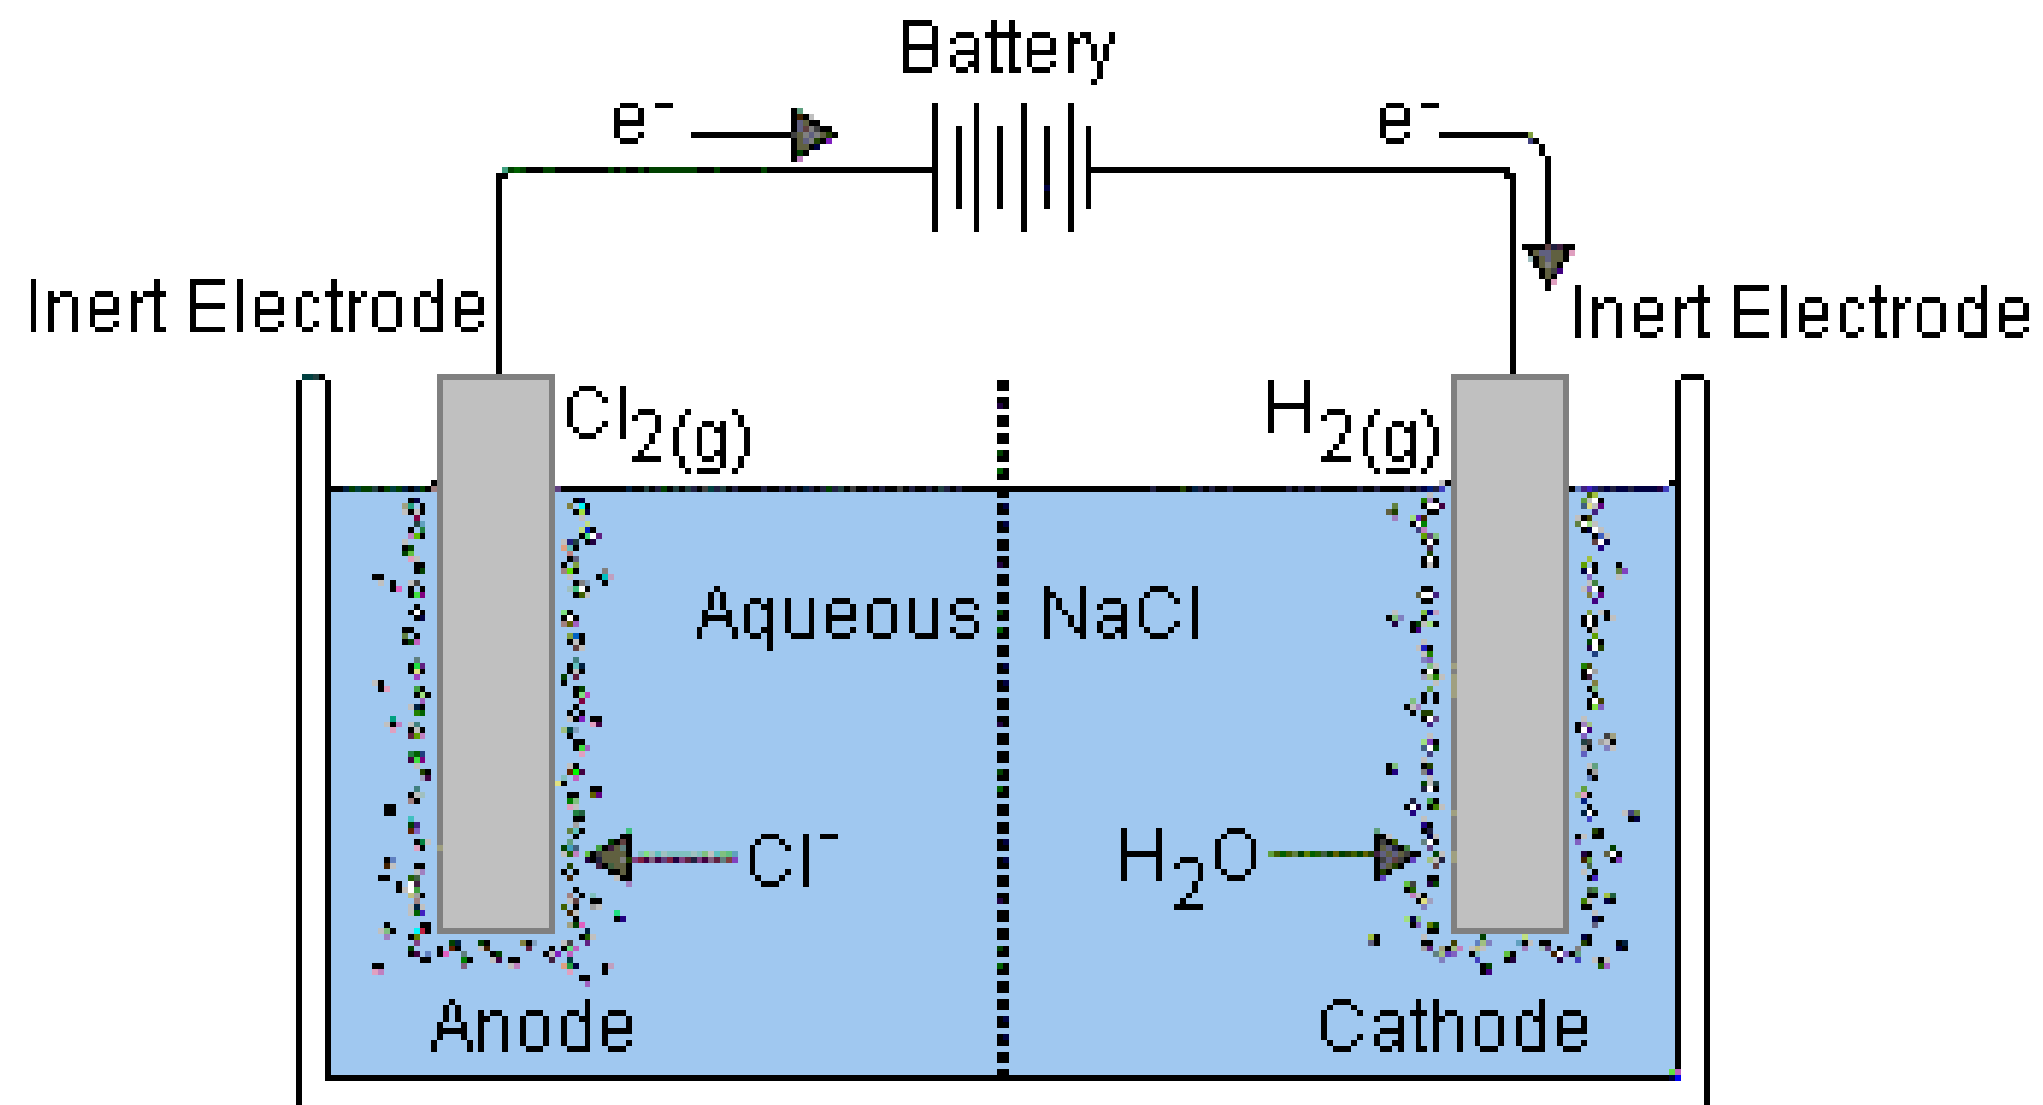 Battery
e⁻
e⁻
Inert Electrode
Inert Electrode
Cl₂(g)
H₂(g)
Aqueous NaCl
Cl⁻
H₂O
Anode
Cathode